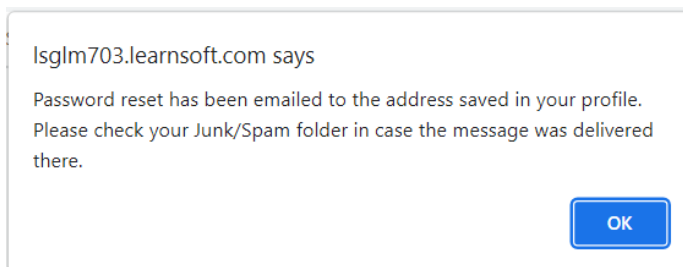 lsglm703.learnsoft.com says
Password reset has been emailed to the address saved in your profile.
Please check your Junk/Spam folder in case the message was delivered
there.
OK